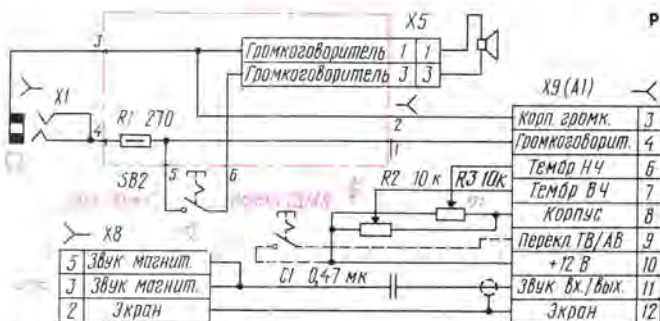 X5
Р
3
Громкоговоритель 1 1
Громкоговоритель 3 3
X1
X9 (А1)
R1 270
4
2
1
Корп. громк. 3
Громкоговорит. 4
Тембр НЧ 6
Тембр ВЧ 7
Корпус 8
Перекл. ТВ/АВ 9
+12 В 10
Звук вх./вых. 11
Экран 12
SB2
5
6
R2 10 к
R3 10к
X8
5 Звук магнит.
3 Звук магнит.
2 Экран
C1 0,47 мк